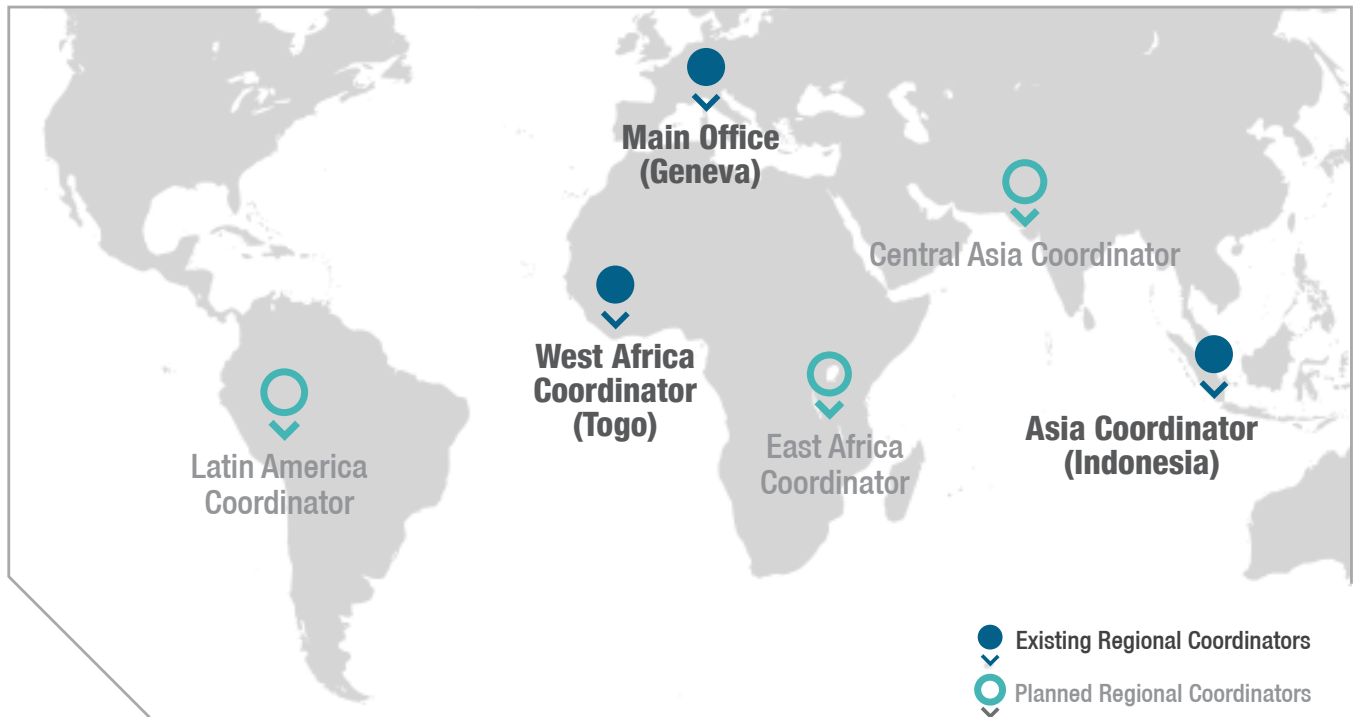 Main Office
(Geneva)
Central Asia Coordinator
West Africa
Coordinator
(Togo)
Asia Coordinator
(Indonesia)
East Africa
Coordinator
Latin America
Coordinator
Existing Regional Coordinators
Planned Regional Coordinators